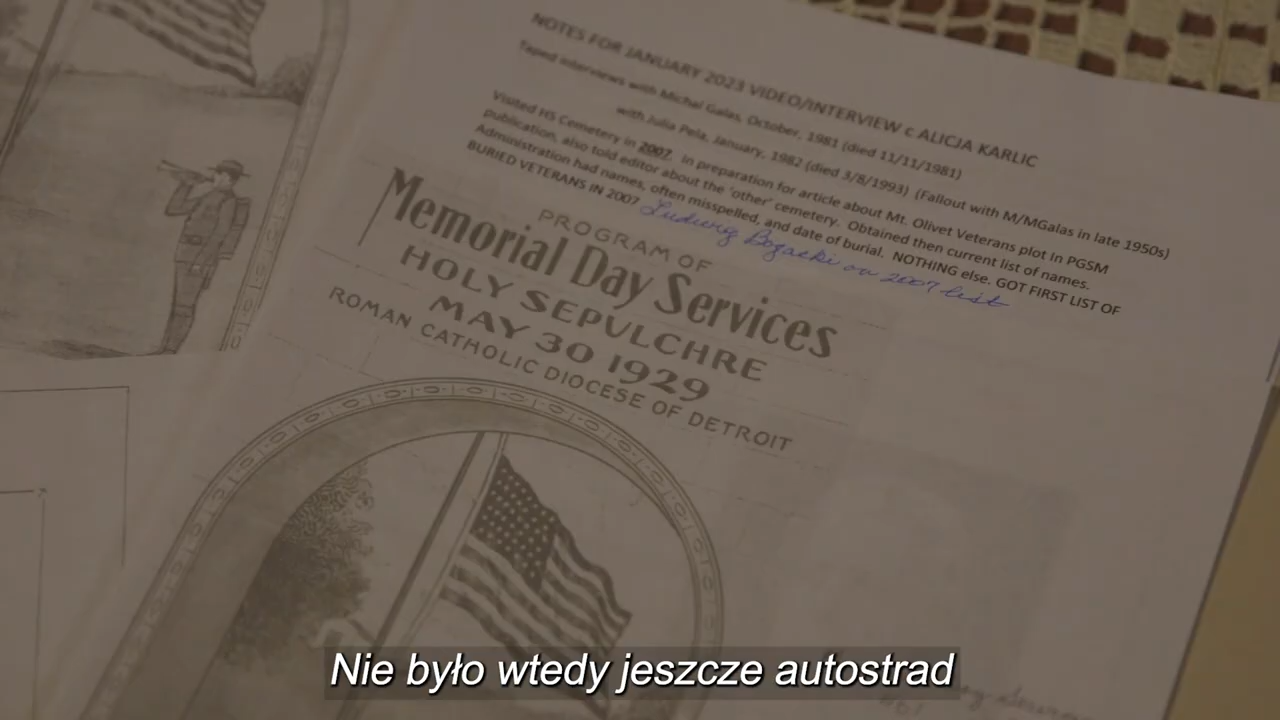 NOTES FOR JANUARY 2023 VIDEO/INTERVIEW c ALICJA KARLIC
Taped interviews with Michal Galas, October, 1981 (died 11/11/1981)
with Julia Pela, January, 1982 (died 3/8/1993) (Fallout with M/MGalas in late 1950s)
Visited HS Cemetery in 2007. in preparation for article about Mt. Olivet Veterans plot in PGSM
publication, also told editor about the 'other' cemetery. Obtained then current list of names.
Administration had names, often misspelled, and date of burial. NOTHING else. GOT FIRST LIST OF
BURIED VETERANS IN 2007 Ludwig Bozacki on 2007 list
PROGRAM OF
Memorial Day Services
HOLY SEPULCHRE
MAY 30 1929
ROMAN CATHOLIC DIOCESE OF DETROIT
Nie było wtedy jeszcze autostrad